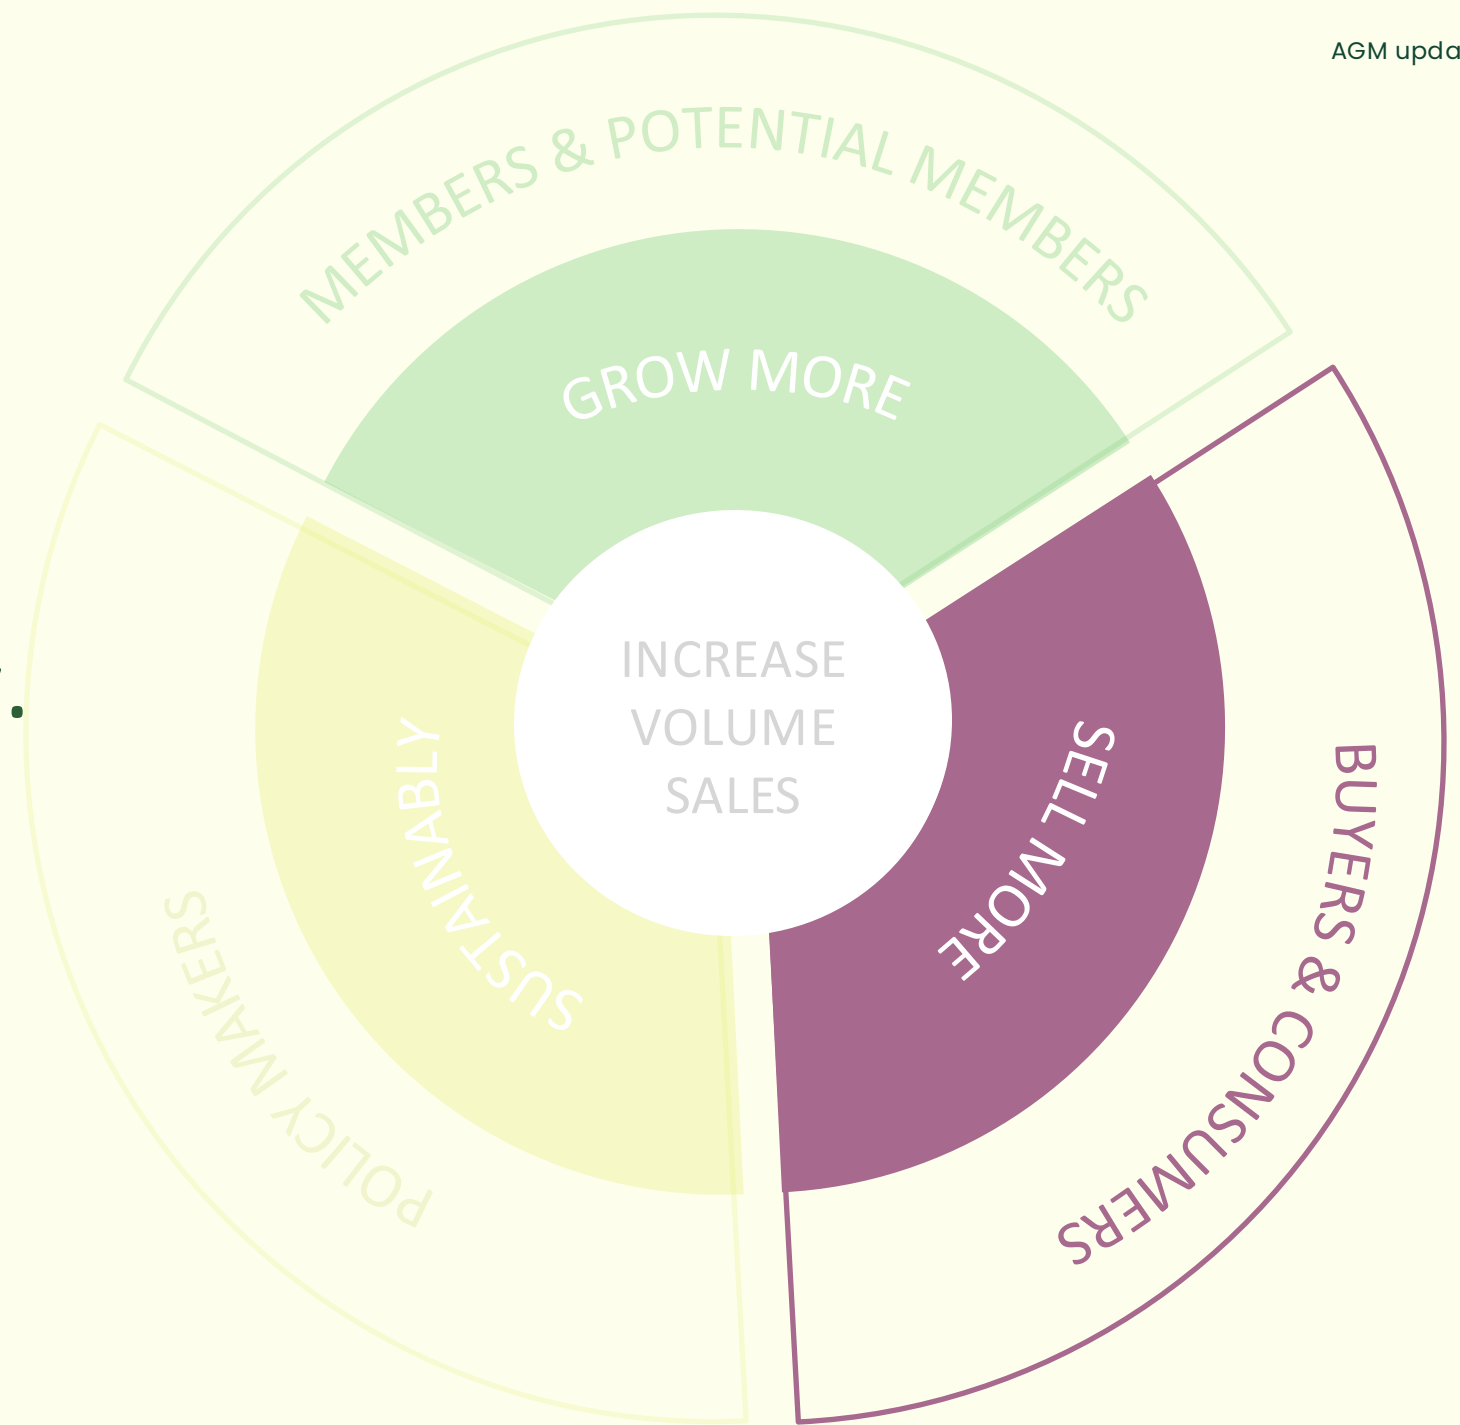 AGM upda
MEMBERS & POTENTIAL MEMBERS
GROW MORE
INCREASE
VOLUME
SALES
SELL MORE
BUYERS & CONSUMERS
SUSTAINABLY
POLICY MAKERS